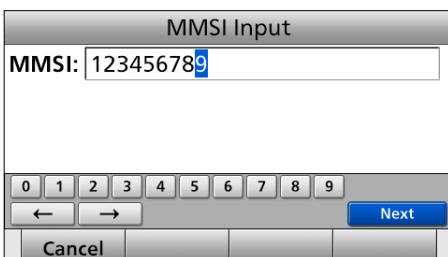 MMSI Input
MMSI: 123456789
0 1 2 3 4 5 6 7 8 9
← → Next
Cancel